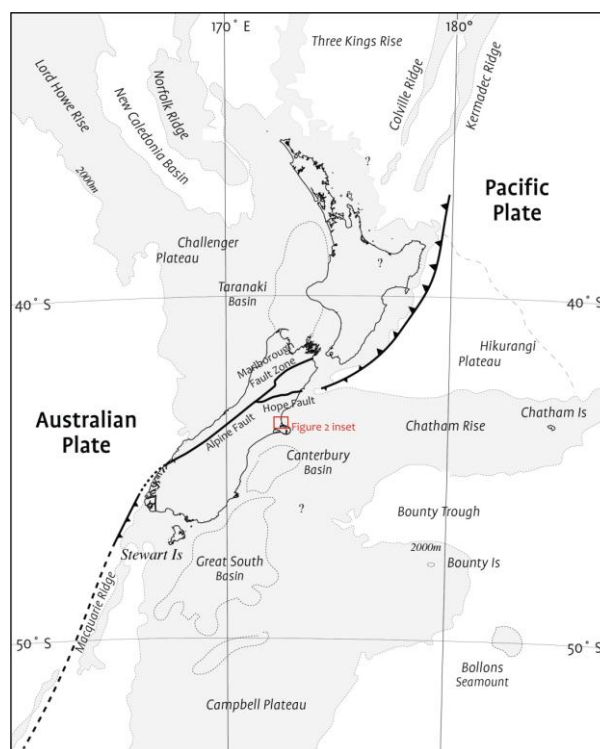 170° E
180°
Three Kings Rise
Lord Howe Rise
New Caledonia Basin
Norfolk Ridge
Colville Ridge
Kermadec Ridge
2000m
?
Pacific
Plate
Challenger
Plateau
?
Taranaki
Basin
40° S
40° S
Hikurangi
Plateau
Marlborough
Fault Zone
Hope Fault
Chatham Is
Australian
Plate
Alpine Fault
Figure 2 inset
Chatham Rise
Canterbury
Basin
?
Bounty Trough
Stewart Is
2000m
Great South
Basin
Bounty Is
Macquarie Ridge
50° S
50° S
Bollons
Seamount
Campbell Plateau